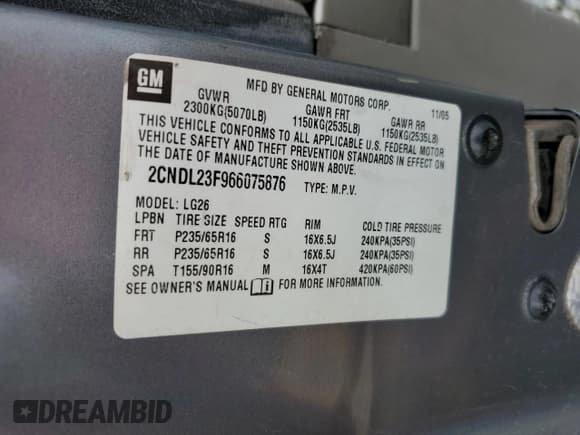 GM
MFD BY GENERAL MOTORS CORP. 11/05
GVWR GAWR FRT GAWR RR
2300KG(5070LB) 1150KG(2535LB) 1150KG(2535LB)
THIS VEHICLE CONFORMS TO ALL APPLICABLE U.S. FEDERAL MOTOR
VEHICLE SAFETY AND THEFT PREVENTION STANDARDS IN EFFECT ON
THE DATE OF MANUFACTURE SHOWN ABOVE.
2CNDL23F966075876 TYPE: M.P.V.
MODEL: LG26
LPBN TIRE SIZE SPEED RTG RIM COLD TIRE PRESSURE
FRT P235/65R16 S 16X6.5J 240KPA(35PSI)
RR P235/65R16 S 16X6.5J 240KPA(35PSI)
SPA T155/90R16 M 16X4T 420KPA(60PSI)
SEE OWNER'S MANUAL FOR MORE INFORMATION.
DREAMBID